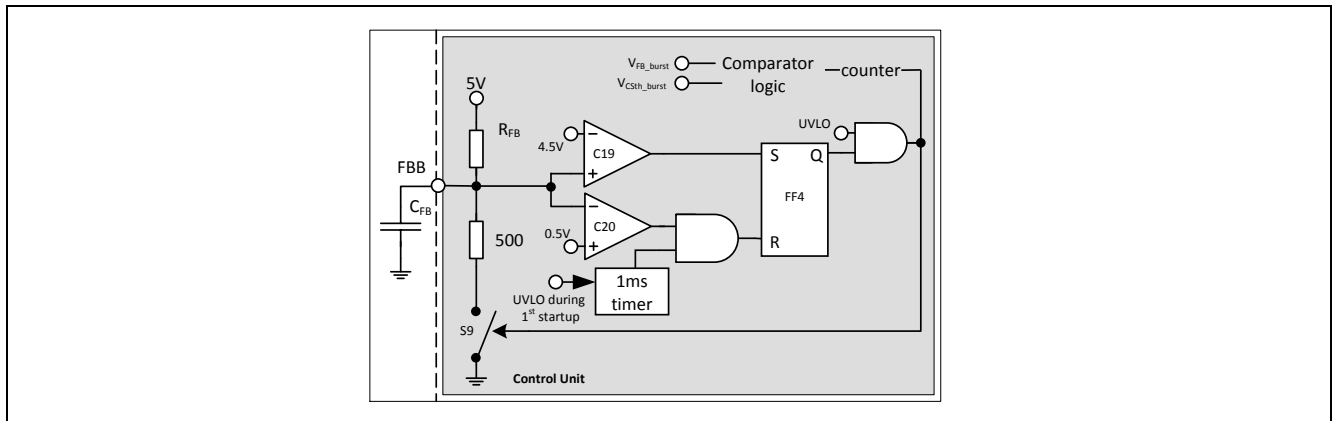 V_FB_burst
Comparator
logic
counter
V_CSth_burst
5V
R_FB
UVLO
4.5V
−
C19
+
S
Q
FBB
FF4
C_FB
−
C20
500
0.5V
+
R
1ms
timer
UVLO during
1st startup
S9
Control Unit